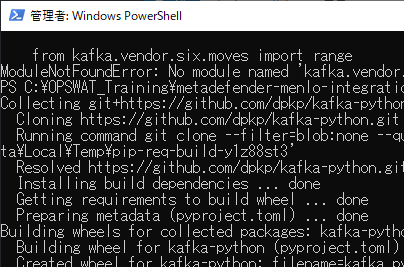 管理者: Windows PowerShell
from kafka.vendor.six.moves import range
ModuleNotFoundError: No module named 'kafka.vendor.
PS C:¥OPSWAT_Training¥metadefender-menlo-integratio
Collecting git+https://github.com/dpkp/kafka-python
Cloning https://github.com/dpkp/kafka-python.git
Running command git clone --filter=blob:none --qu
ta¥Local¥Temp¥pip-req-build-y1z88st3'
Resolved https://github.com/dpkp/kafka-python.git
Installing build dependencies ... done
Getting requirements to build wheel ... done
Preparing metadata (pyproject.toml) ... done
Building wheels for collected packages: kafka-pytho
Building wheel for kafka-python (pyproject.toml)
Created wheel for kafka-python: filename=kafka_py